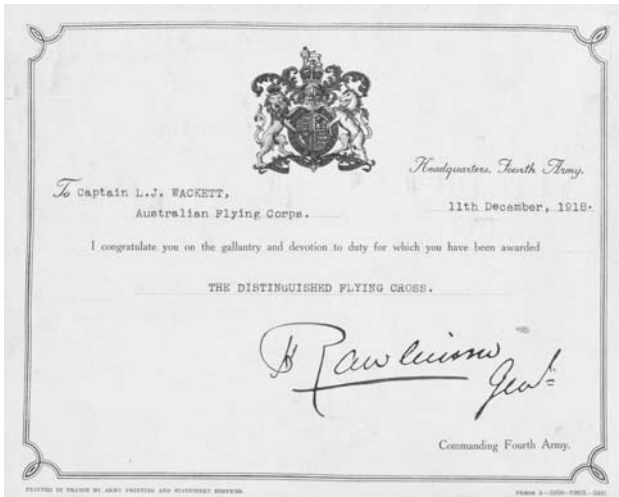 Headquarters, Fourth Army.
To Captain L.J. WACKETT,
Australian Flying Corps.
11th December, 1918.
I congratulate you on the gallantry and devotion to duty for which you have been awarded
THE DISTINGUISHED FLYING CROSS.
H Rawlinson
Genl
Commanding Fourth Army.
PRINTED IN FRANCE BY ARMY PRINTING AND STATIONERY SERVICES.
PRESS A